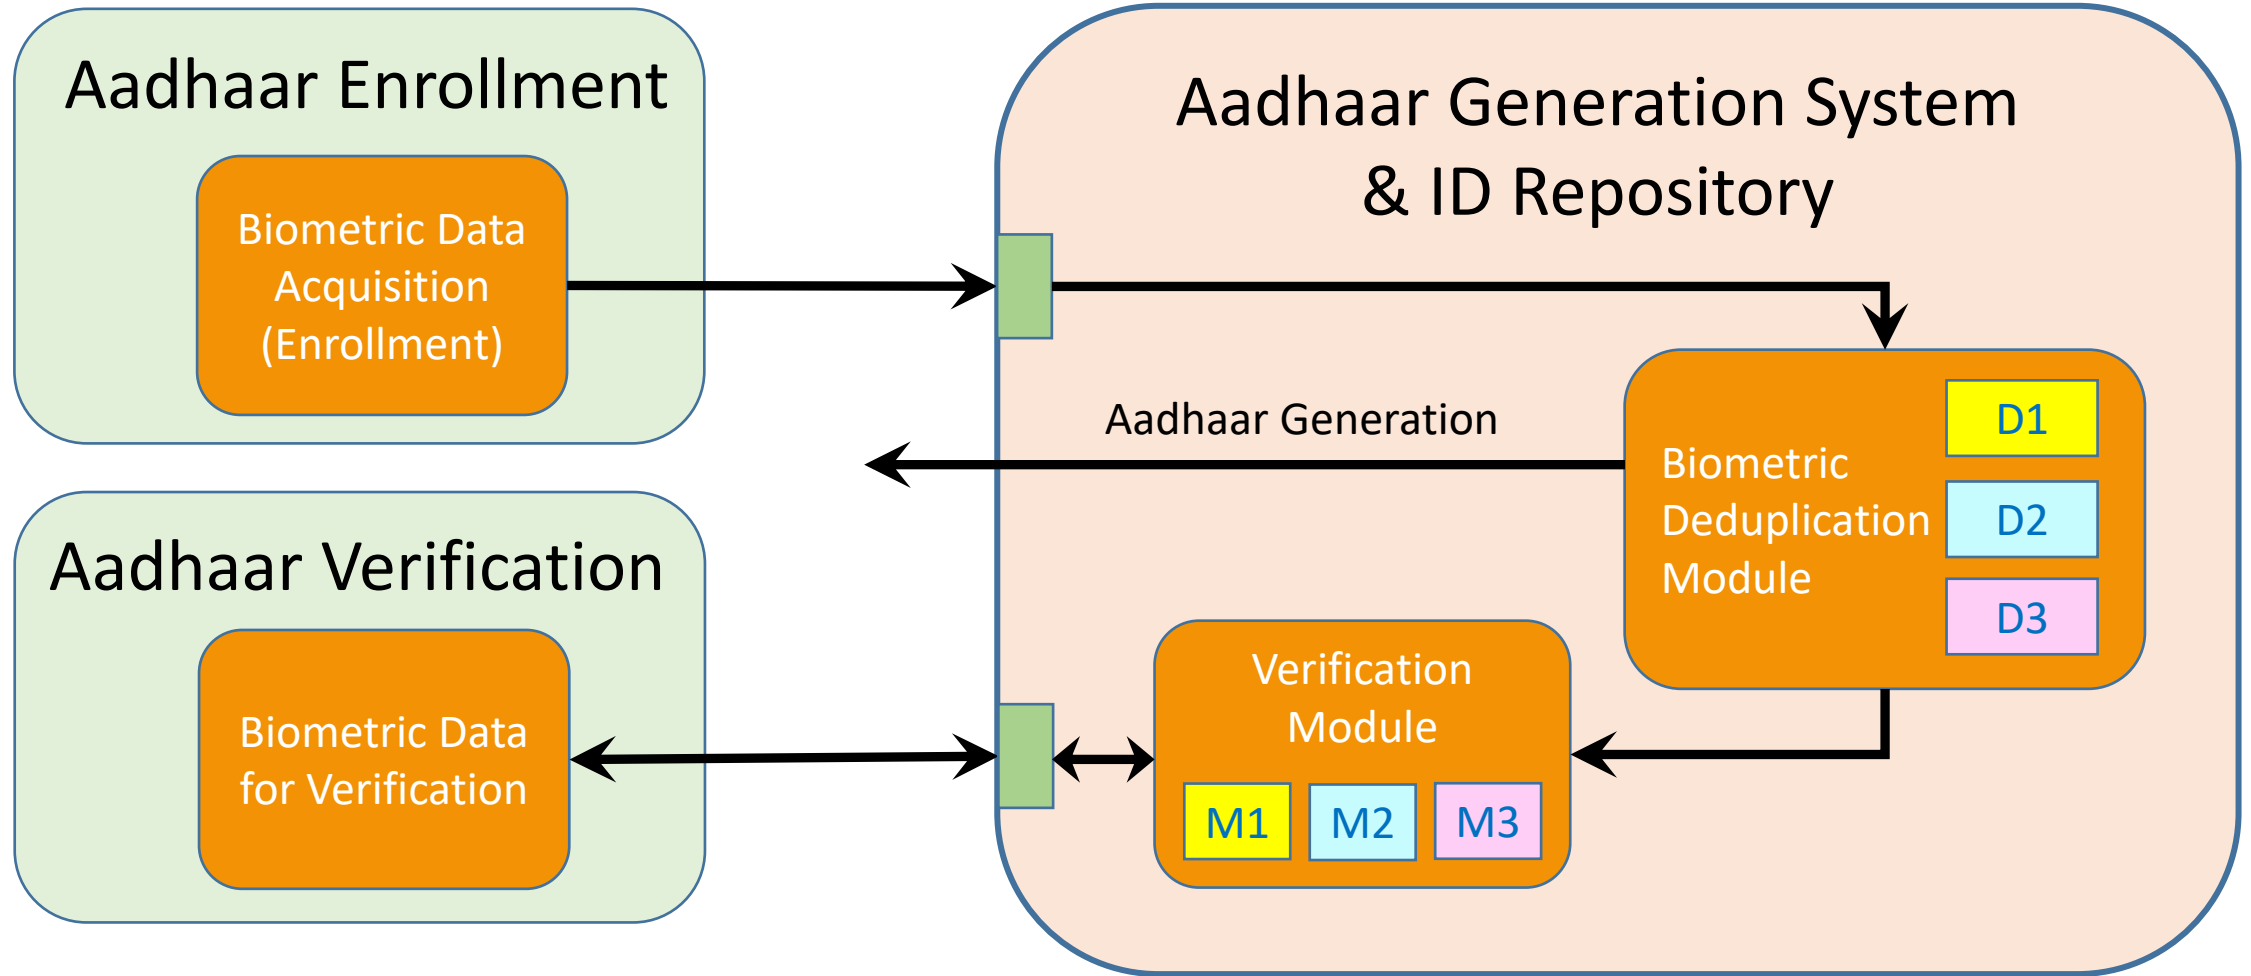 Aadhaar Enrollment
Biometric Data
Acquisition
(Enrollment)
Aadhaar Generation System
& ID Repository
Aadhaar Generation
Biometric
Deduplication
Module
D1
D2
D3
Aadhaar Verification
Biometric Data
for Verification
Verification
Module
M1 M2 M3